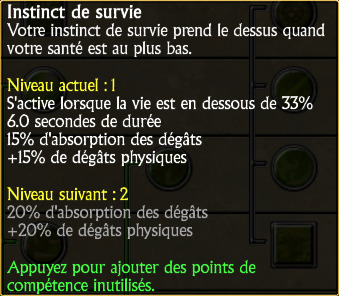 Instinct de survie
Votre instinct de survie prend le dessus quand
votre santé est au plus bas.
Niveau actuel : 1
S'active lorsque la vie est en dessous de 33%
6.0 secondes de durée
15% d'absorption des dégâts
+15% de dégâts physiques
Niveau suivant : 2
20% d'absorption des dégâts
+20% de dégâts physiques
Appuyez pour ajouter des points de
compétence inutilisés.